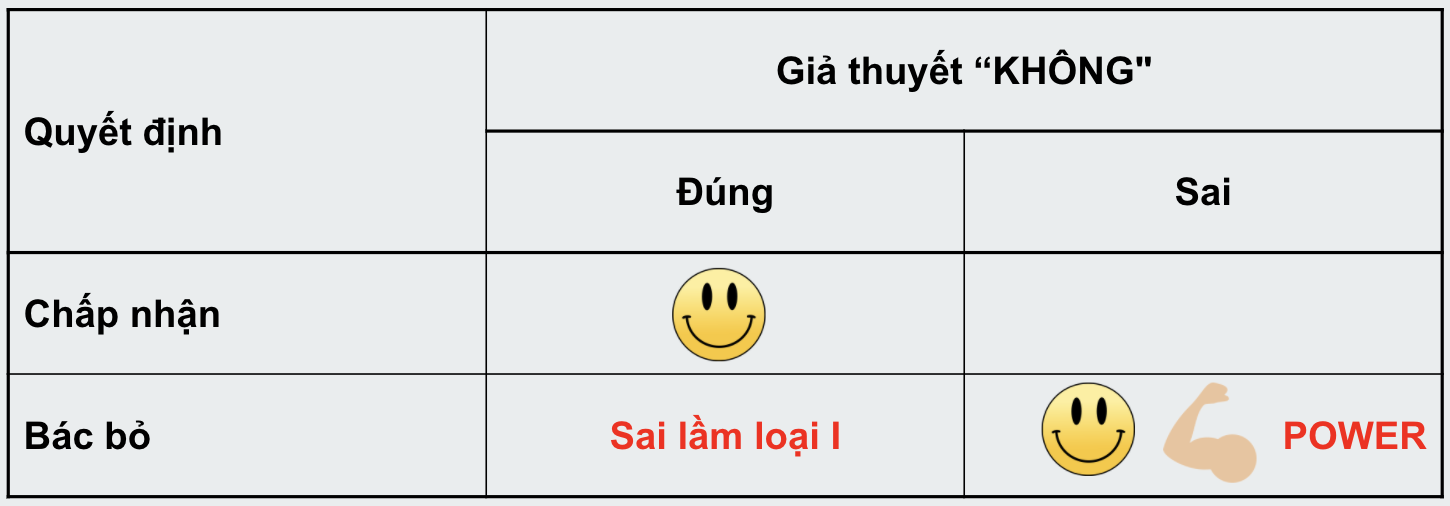 Giả thuyết “KHÔNG"
Quyết định
Đúng
Sai
Chấp nhận
Bác bỏ
Sai lầm loại I
POWER